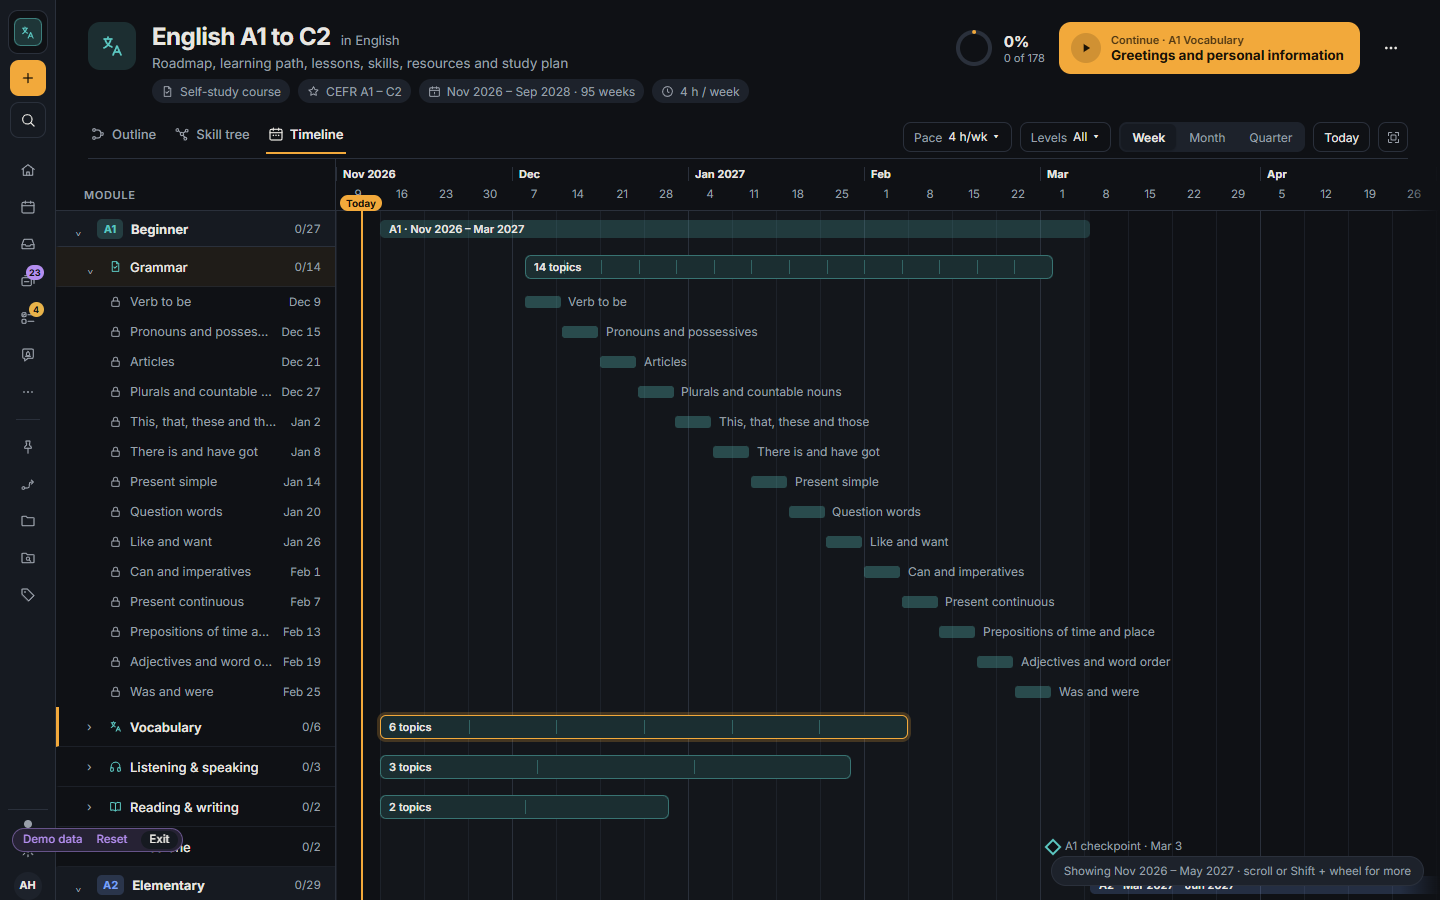 English A1 to C2 in English
Roadmap, learning path, lessons, skills, resources and study plan
Self-study course
CEFR A1 – C2
Nov 2026 – Sep 2028 · 95 weeks
4 h / week
0%
0 of 178
Continue · A1 Vocabulary
Greetings and personal information
Outline
Skill tree
Timeline
Pace 4 h/wk
Levels All
Week
Month
Quarter
Today
MODULE
Nov 2026
Dec
Jan 2027
Feb
Mar
Apr
9 16 23 30 7 14 21 28 4 11 18 25 1 8 15 22 1 8 15 22 29 5 12 19 26
Today
A1 Beginner 0/27
A1 · Nov 2026 – Mar 2027
Grammar 0/14
14 topics
Verb to be Dec 9
Verb to be
Pronouns and posses... Dec 15
Pronouns and possessives
Articles Dec 21
Articles
Plurals and countable ... Dec 27
Plurals and countable nouns
This, that, these and th... Jan 2
This, that, these and those
There is and have got Jan 8
There is and have got
Present simple Jan 14
Present simple
Question words Jan 20
Question words
Like and want Jan 26
Like and want
Can and imperatives Feb 1
Can and imperatives
Present continuous Feb 7
Present continuous
Prepositions of time a... Feb 13
Prepositions of time and place
Adjectives and word o... Feb 19
Adjectives and word order
Was and were Feb 25
Was and were
Vocabulary 0/6
6 topics
Listening & speaking 0/3
3 topics
Reading & writing 0/2
2 topics
0/2
A1 checkpoint · Mar 3
A2 Elementary 0/29
Showing Nov 2026 – May 2027 · scroll or Shift + wheel for more
23
4
Demo data
Reset
Exit
AH